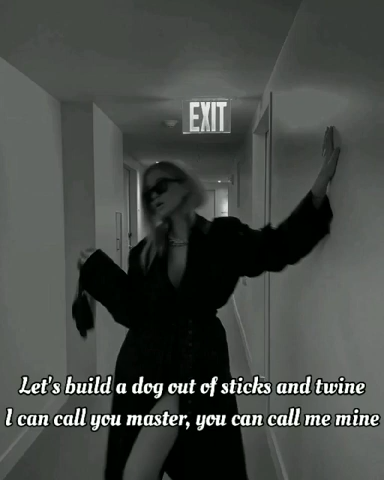 EXIT
Let's build a dog out of sticks and twine
I can call you master, you can call me mine